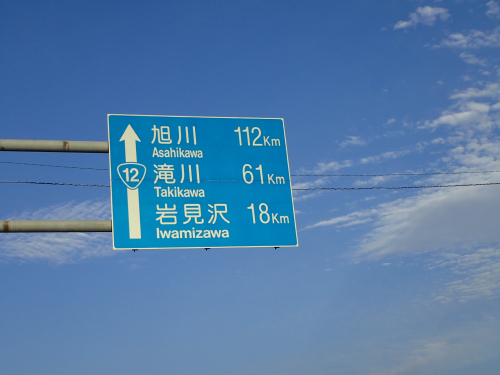 旭川 112Km
Asahikawa
12
滝川 61Km
Takikawa
岩見沢 18Km
Iwamizawa